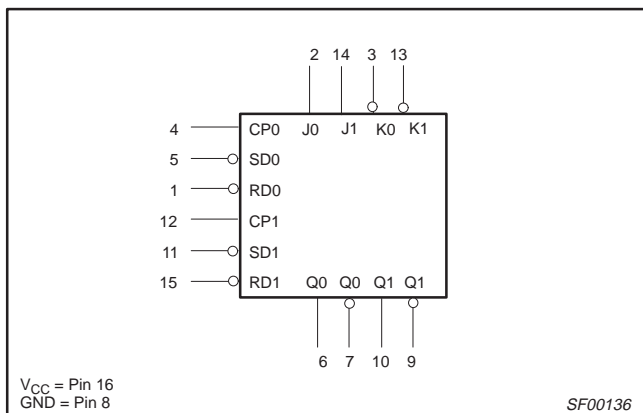 2 14 3 13
4 CP0 J0 J1 K0 K1
5 SD0
1 RD0
12 CP1
11 SD1
15 RD1 Q0 Q0 Q1 Q1
6 7 10 9
VCC = Pin 16
GND = Pin 8
SF00136